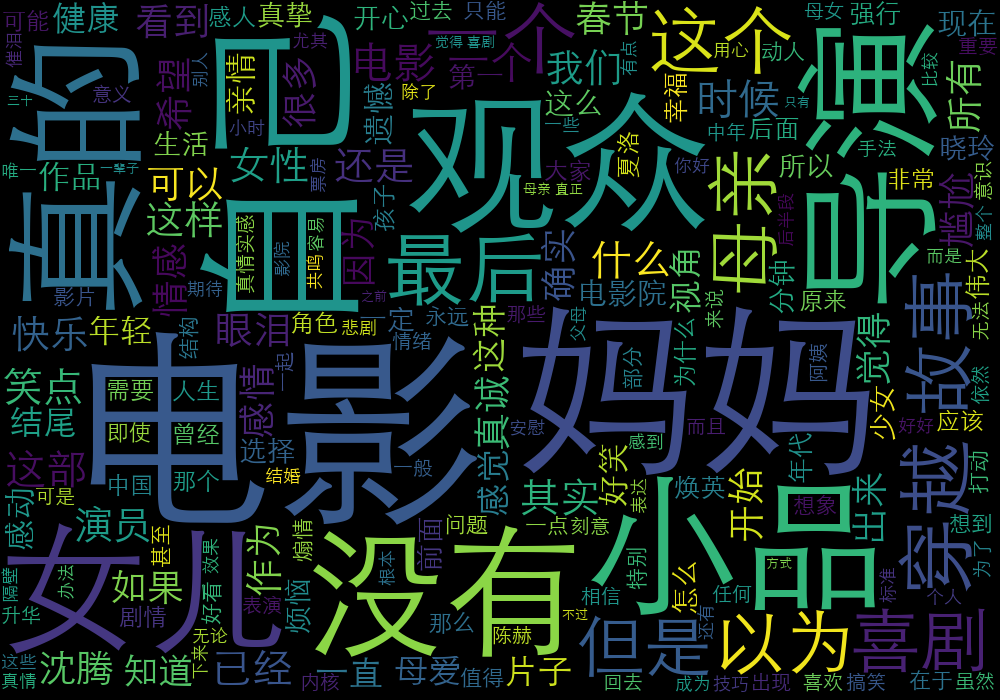 可能
健康
看到
感人
真挚
开心
过去
只能
一个
这个
春节
母女
强行
现在
催泪
真的
别人
希望
自己
亲情
很多
尤其
觉得 喜剧
电影 一个
第一
我们
有点
用心
动人
导演
比较
重要
三十
意义
小时
遗憾
除了
观众
这么
一些
幸福
时候
只有
所有
生活
女性
票房
还是
大家
夏洛
你好
中年
后面
手法
晓玲
唯一
作品
一辈子
可以
孩子
母亲 真正
母亲
所以
非常
意识
这样
情感
真情实感
影院
共鸣 容易
因为
最后
确实
什么
视角
后半段
尴尬
整个
而是
影片
期待
之前
电影院
分钟
原来
无法
伟大
快乐
年轻
结构
眼泪
角色
悲剧
一定
永远
情绪
那些
父母
来说
故事
笑点
结尾
需要
人生
即使
曾经
感情
一起
电影
这种
真诚
妈妈
部分
为什么
阿姨
觉得
少女
依然
好好
应该
这部
中国
那个
选择
结婚
一般
感觉
安慰
感到
而且
年代
穿越
打动
感动
可是
演员
甚至
作为
煽情
没有
前面
问题
其实
一点
刻意
好笑
表达
小品
焕英
开始
想象
出来
想到
为了
隔壁
办法
女儿
如果
好看
效果
烦恼
根本
特别
相信
怎么
任何
方式
标准
个人
升华
剧情
表演
那么
陈赫
不过
但是
还有
以为
喜剧
这些
真情
沈腾
知道
下来
无论
已经
内核
一直
母爱
值得
片子
回去
成为
技巧
出现
喜欢
搞笑
在于
虽然